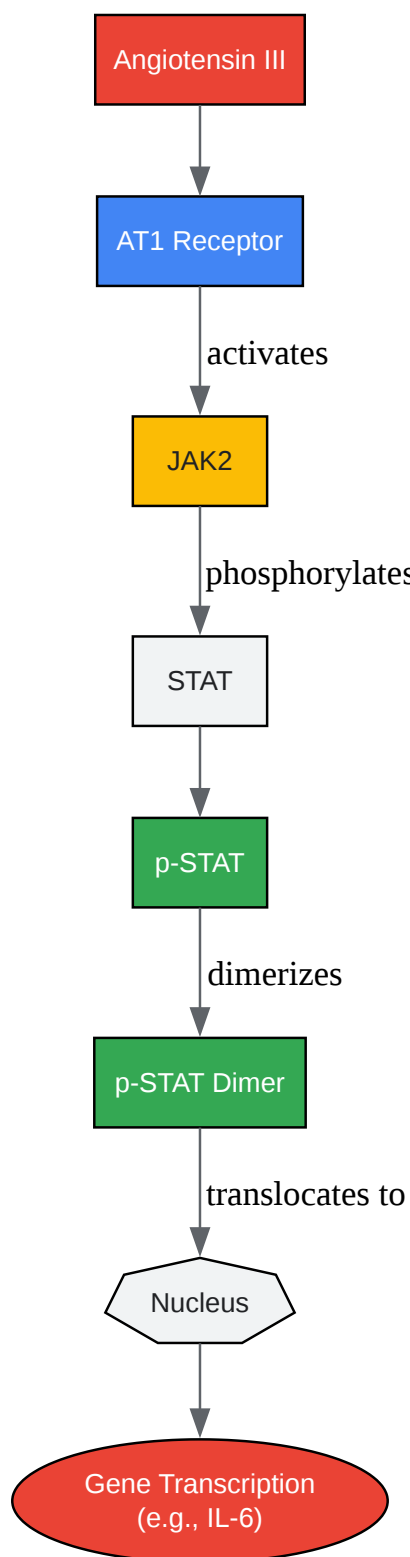 Angiotensin III
AT1 Receptor
activates
JAK2
phosphorylates
STAT
p-STAT
dimerizes
p-STAT Dimer
translocates to
Nucleus
Gene Transcription
(e.g., IL-6)